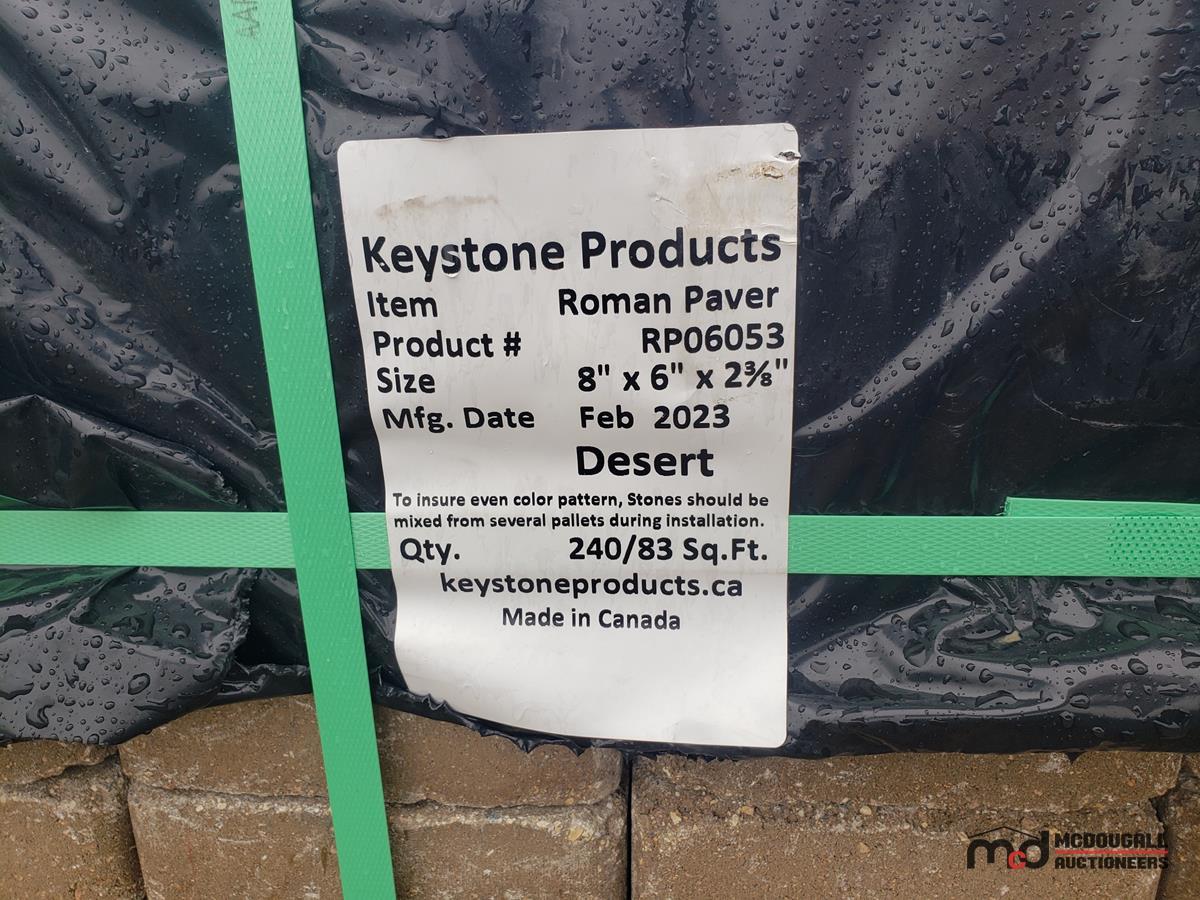 Keystone Products
Item Roman Paver
Product # RP06053
Size 8" x 6" x 2⅜"
Mfg. Date Feb 2023
Desert
To insure even color pattern, Stones should be
mixed from several pallets during installation.
Qty. 240/83 Sq.Ft.
keystoneproducts.ca
Made in Canada
mcd MCDOUGALL
AUCTIONEERS